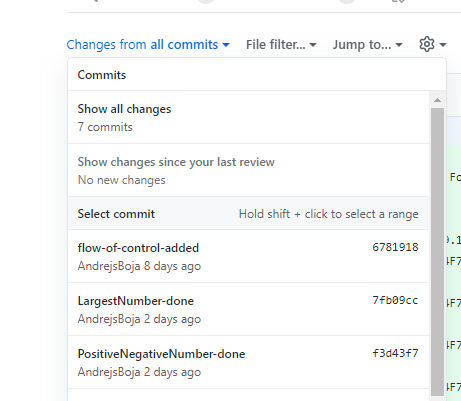 Changes from all commits File filter... Jump to...
Commits
Show all changes
7 commits
Show changes since your last review
No new changes
Select commit Hold shift + click to select a range
flow-of-control-added 6781918
AndrejsBoja 8 days ago
LargestNumber-done 7fb09cc
AndrejsBoja 2 days ago
PositiveNegativeNumber-done f3d43f7
AndrejsBoja 2 days ago